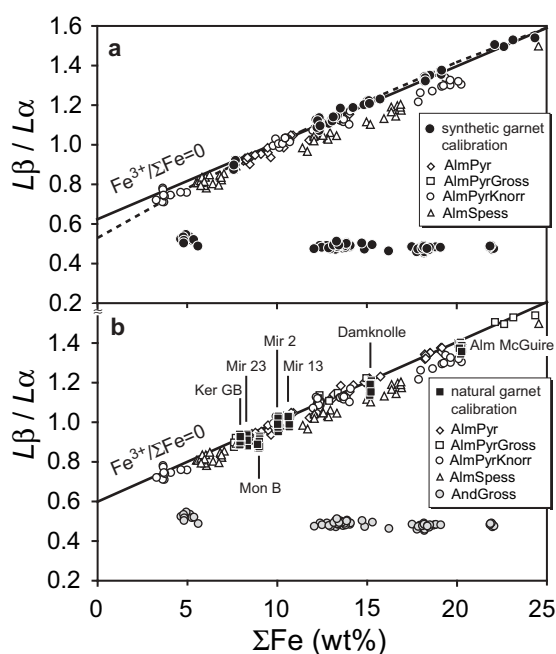 a
1.6
1.4
1.2
1.0
0.8
0.6
0.4
0.2
Lβ / Lα
Fe³⁺/ΣFe=0
synthetic garnet
calibration
AlmPyr
AlmPyrGross
AlmPyrKnorr
AlmSpess
b
1.4
1.2
1.0
0.8
0.6
0.4
0.2
Lβ / Lα
Fe³⁺/ΣFe=0
Ker GB
Mir 23
Mir 2
Mir 13
Mon B
Damknolle
Alm McGuire
natural garnet
calibration
AlmPyr
AlmPyrGross
AlmPyrKnorr
AlmSpess
AndGross
0 5 10 15 20 25
ΣFe (wt%)